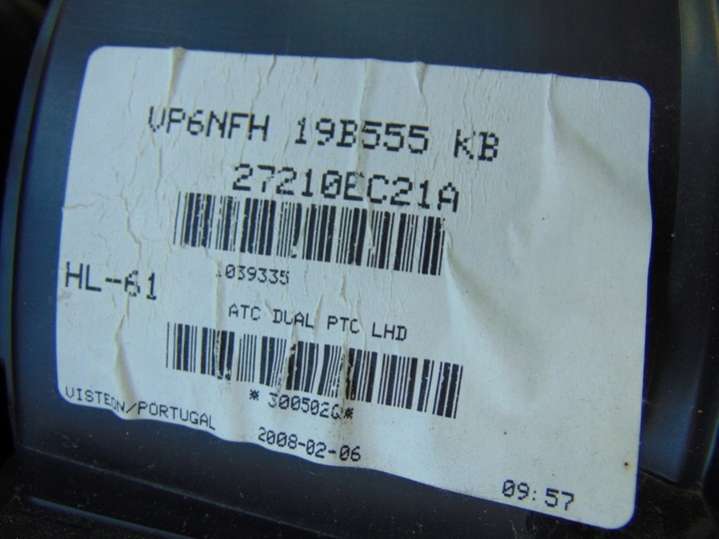 VP6NFH 19B555 KB
27210EC21A
1039335
HL-61
ATC DUAL PTC LHD
*300502Q*
VISTEON/PORTUGAL
2008-02-06
09:57